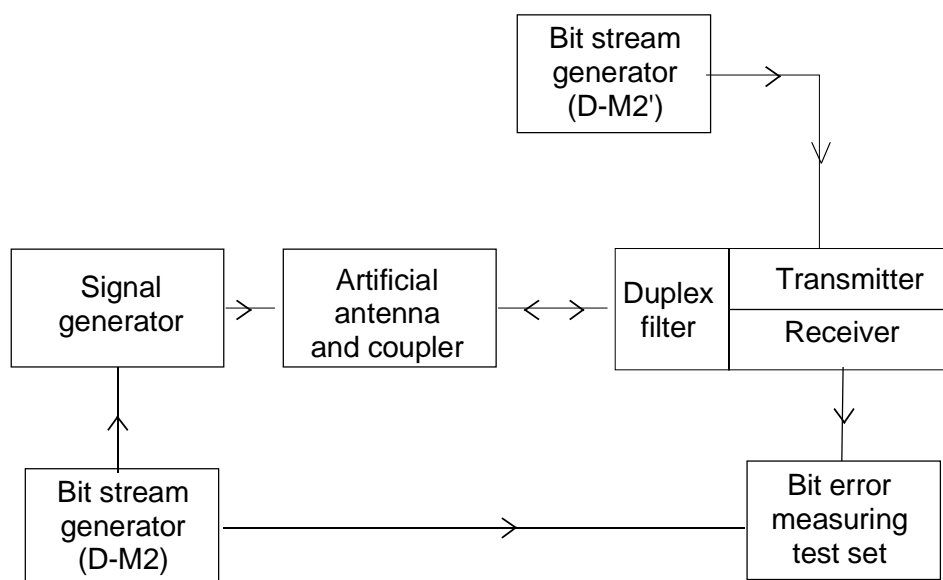 Bit stream
generator
(D-M2')
Signal
generator
Artificial
antenna
and coupler
Duplex
filter
Transmitter
Receiver
Bit stream
generator
(D-M2)
Bit error
measuring
test set